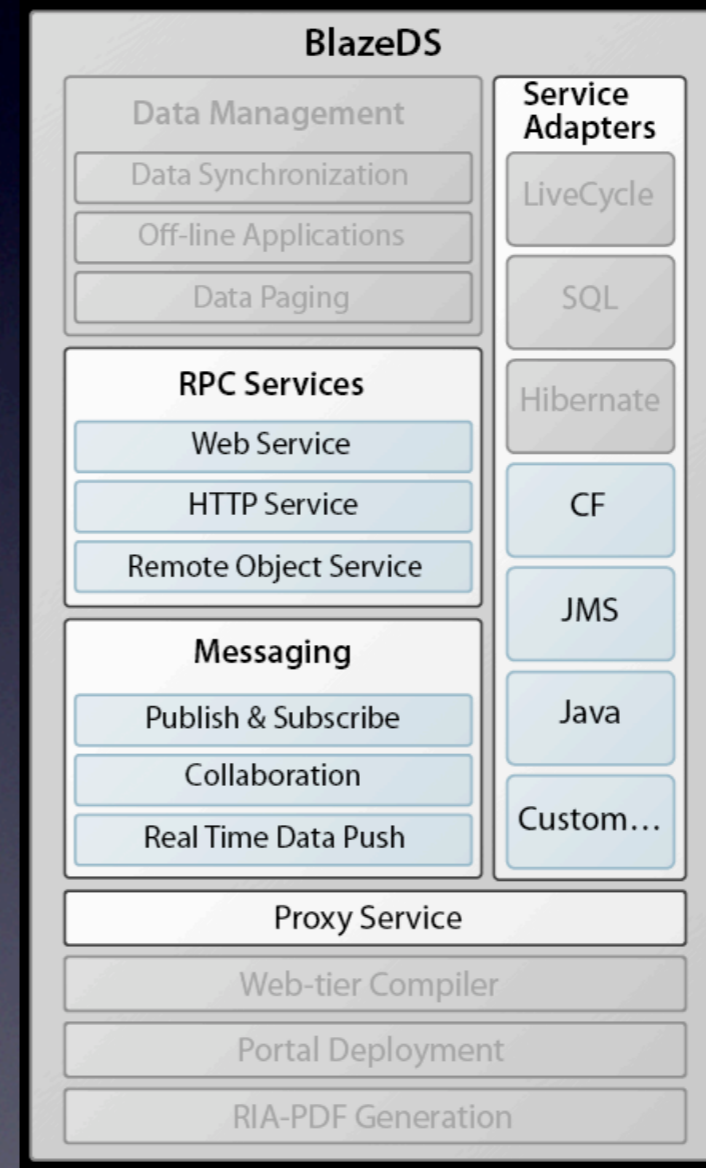 BlazeDS
Data Management
Data Synchronization
Off-line Applications
Data Paging
RPC Services
Web Service
HTTP Service
Remote Object Service
Messaging
Publish & Subscribe
Collaboration
Real Time Data Push
Service
Adapters
LiveCycle
SQL
Hibernate
CF
JMS
Java
Custom…
Proxy Service
Web-tier Compiler
Portal Deployment
RIA-PDF Generation